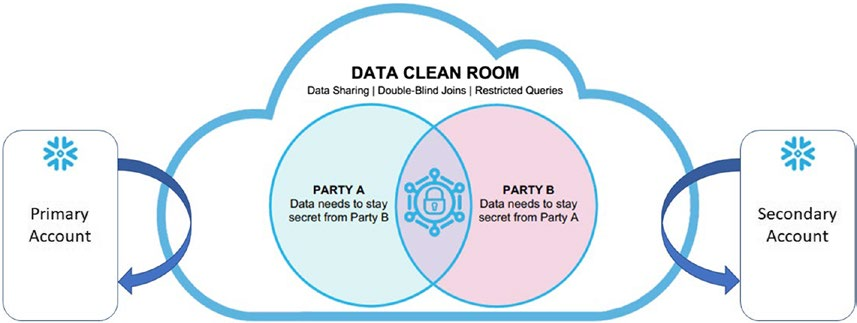 DATA CLEAN ROOM
Data Sharing | Double-Blind Joins | Restricted Queries
PARTY A
Data needs to stay
secret from Party B
PARTY B
Data needs to stay
secret from Party A
Primary
Account
Secondary
Account